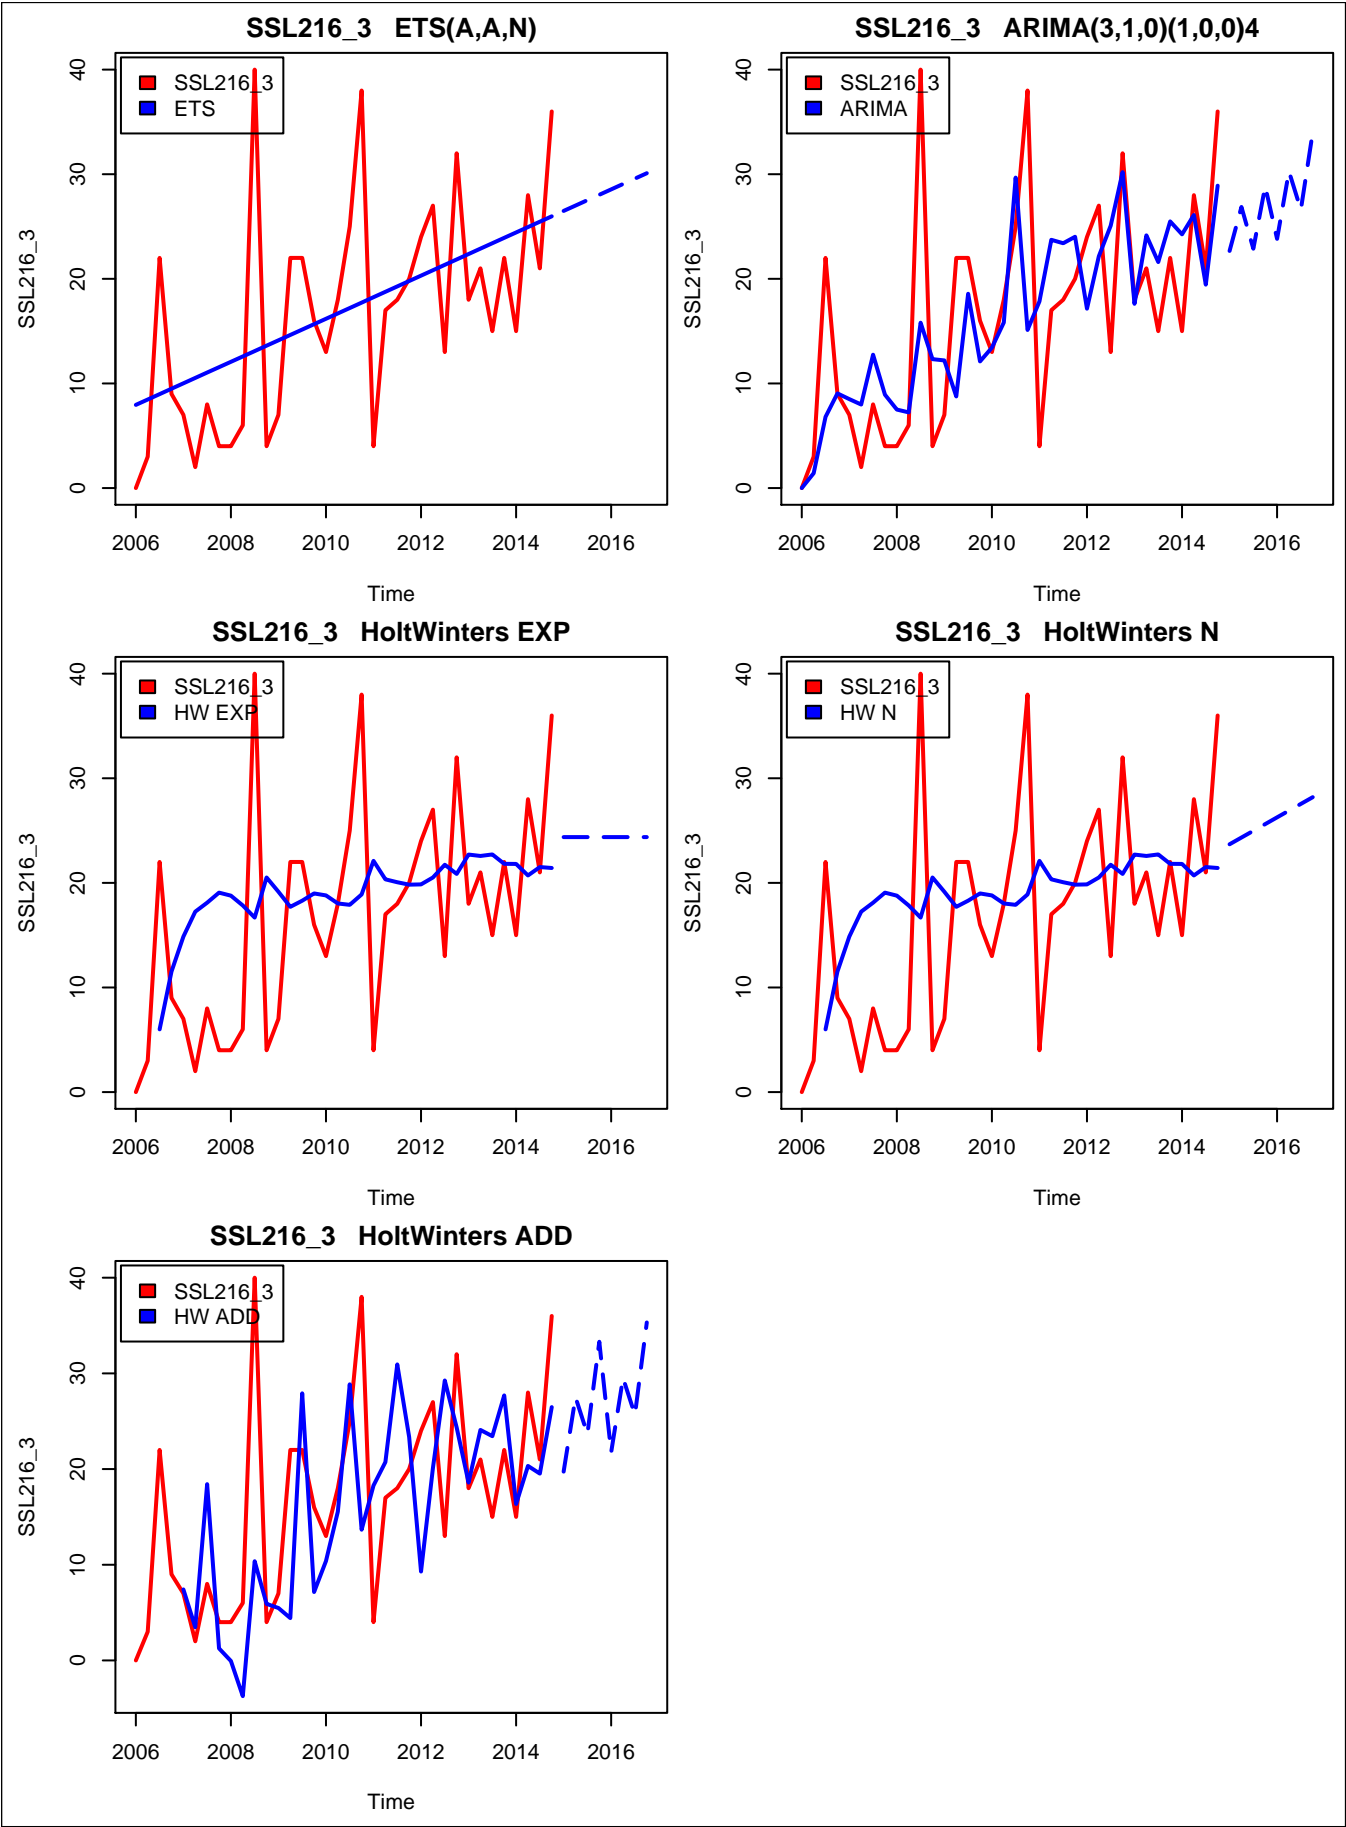 SSL216_3 ETS(A,A,N)
SSL216_3
ETS
SSL216_3
0 10 20 30 40
2006 2008 2010 2012 2014 2016
Time
SSL216_3 ARIMA(3,1,0)(1,0,0)4
SSL216_3
ARIMA
SSL216_3
0 10 20 30 40
2006 2008 2010 2012 2014 2016
Time
SSL216_3 HoltWinters EXP
SSL216_3
HW EXP
SSL216_3
0 10 20 30 40
2006 2008 2010 2012 2014 2016
Time
SSL216_3 HoltWinters N
SSL216_3
HW N
SSL216_3
0 10 20 30 40
2006 2008 2010 2012 2014 2016
Time
SSL216_3 HoltWinters ADD
SSL216_3
HW ADD
SSL216_3
0 10 20 30 40
2006 2008 2010 2012 2014 2016
Time